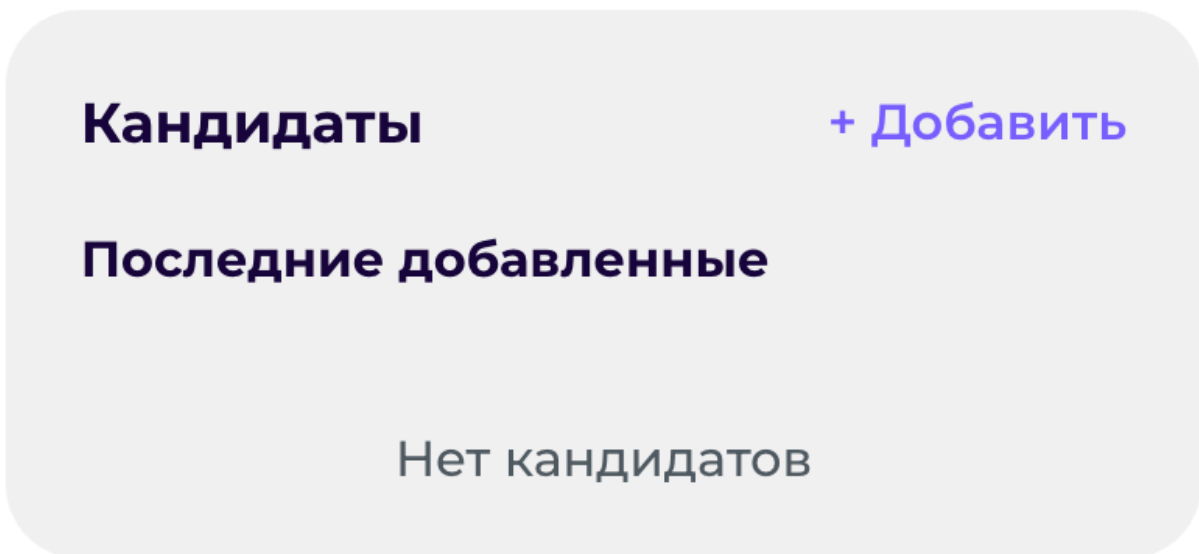 Кандидаты + Добавить
Последние добавленные
Нет кандидатов